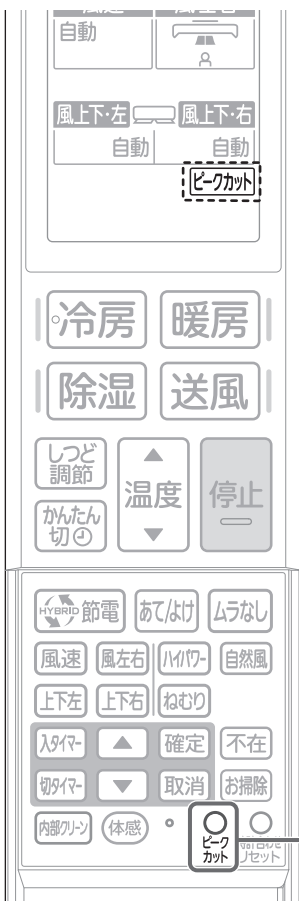 自動
風上下・左 風上下・右
自動 自動
ピークカット
冷房 暖房
除湿 送風
しつど
調節
温度
停止
かんたん
切
HYBRID 節電 あて/よけ ムラなし
風速 風左右 ハイパワー 自然風
上下左 上下右 ねむり
入タイマー 確定 不在
切タイマー 取消 お掃除
内部クリーン 体感
ピーク
カット
リセット